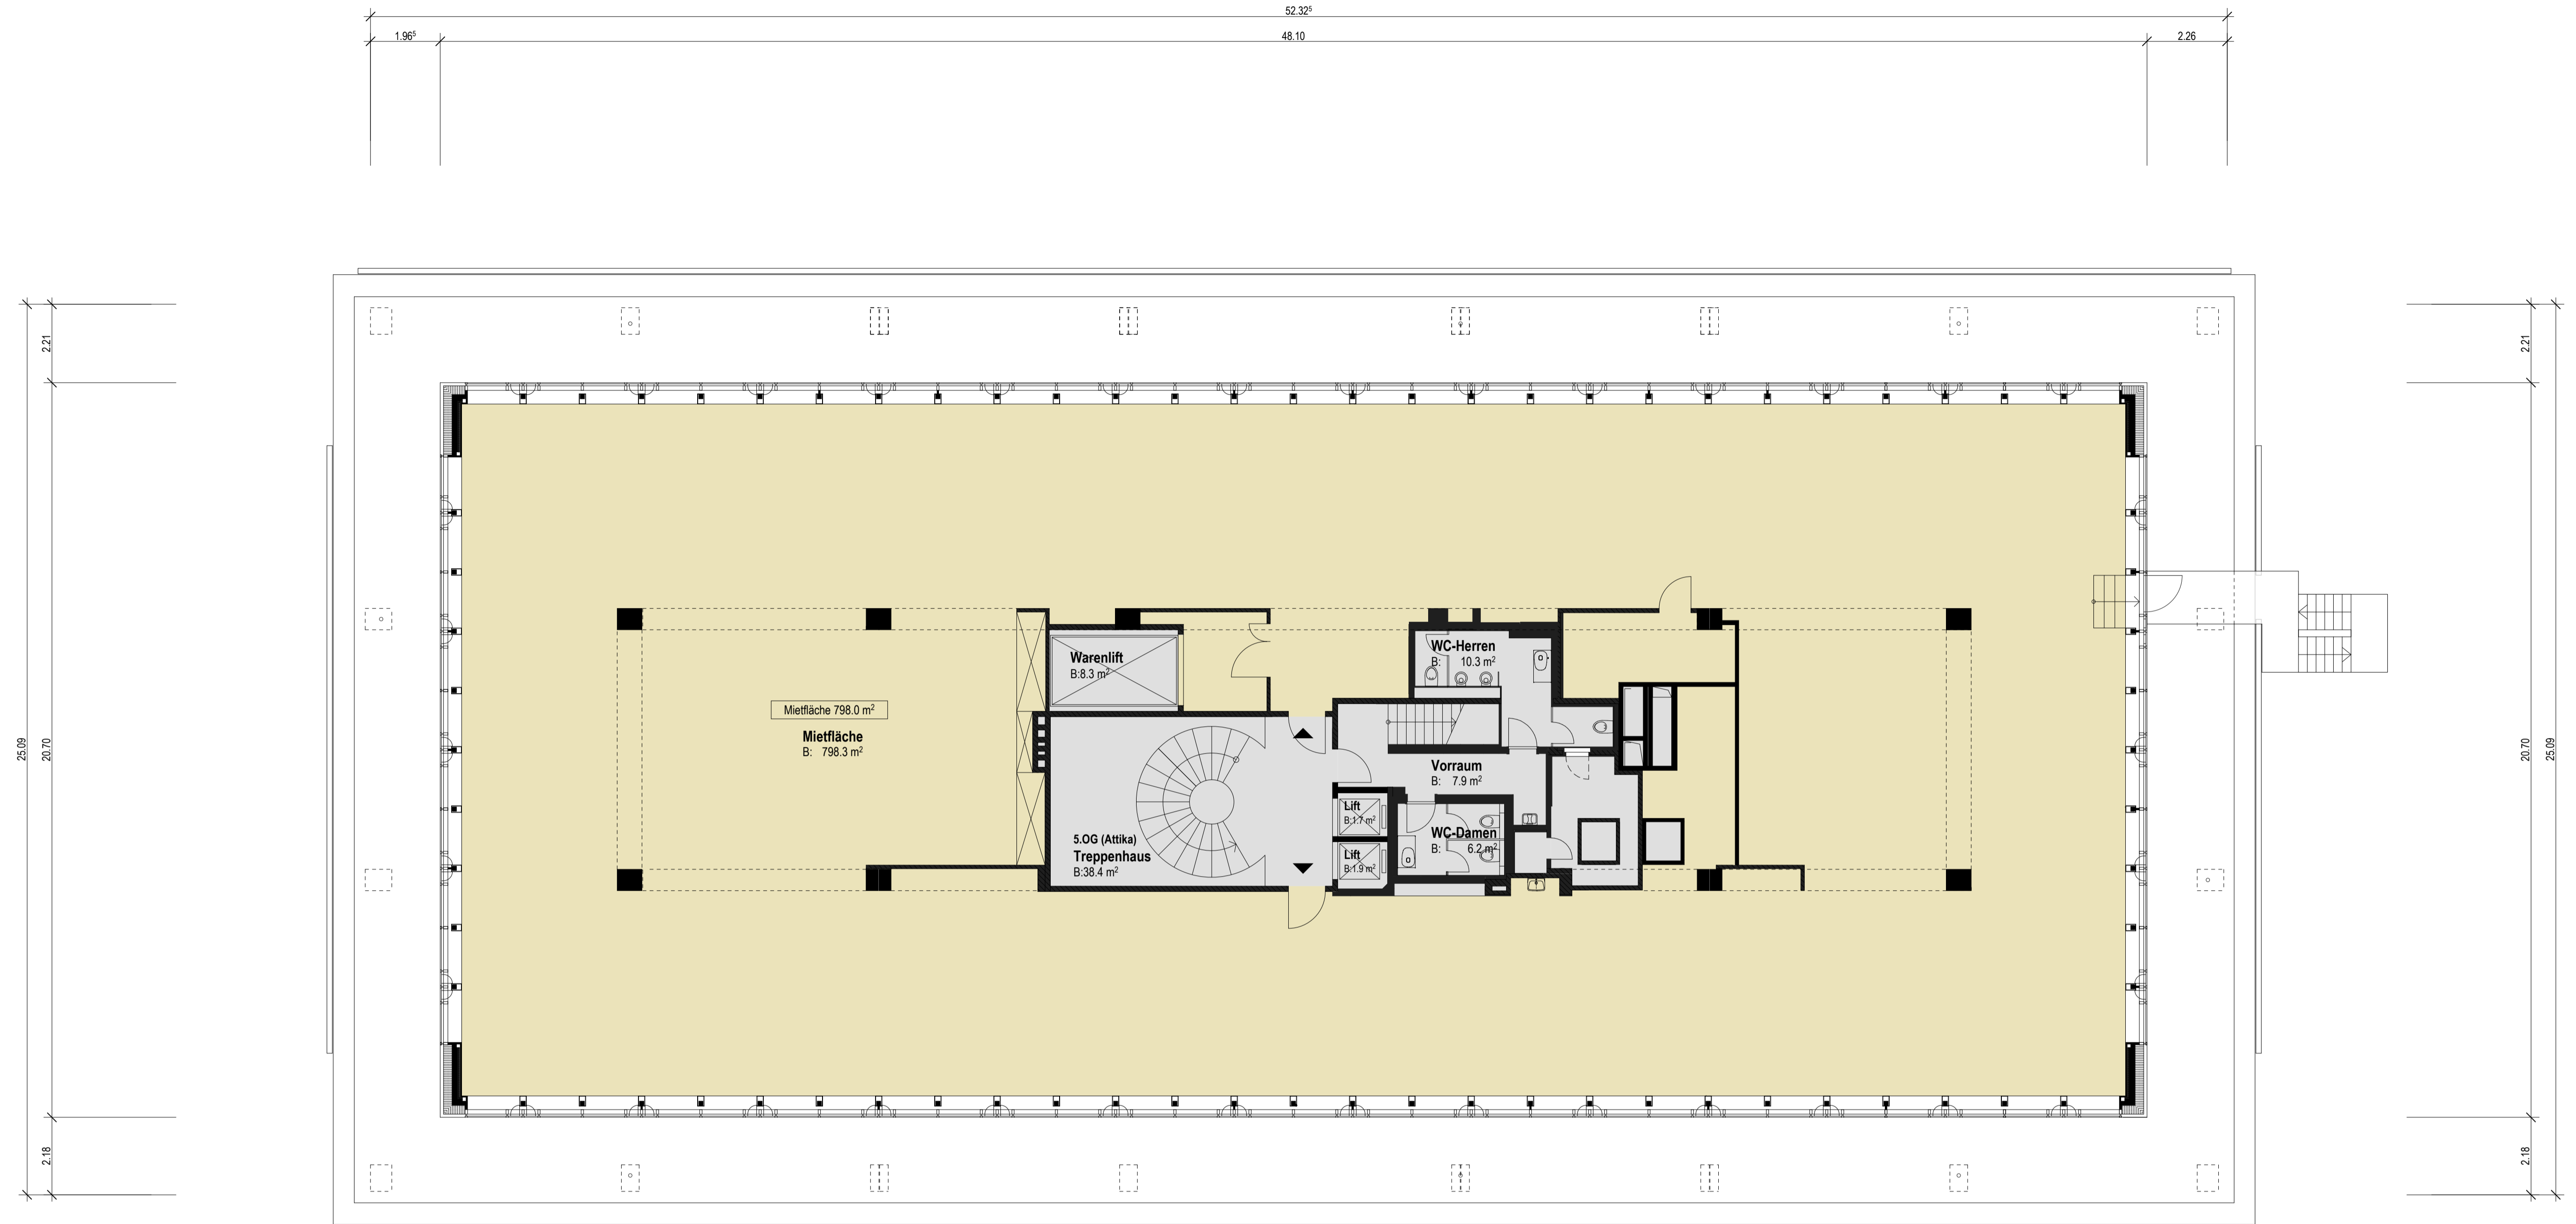 52.32⁵
1.96⁵
48.10
2.26
2.21
2.21
25.09
20.70
20.70
25.09
2.18
2.18
Warenlift
B:8.3 m²
WC-Herren
B: 10.3 m²
Mietfläche 798.0 m²
Mietfläche
B: 798.3 m²
Vorraum
B: 7.9 m²
Lift
B:1.7 m²
WC-Damen
B: 6.2 m²
5.OG (Attika)
Treppenhaus
B:38.4 m²
Lift
B:1.9 m²